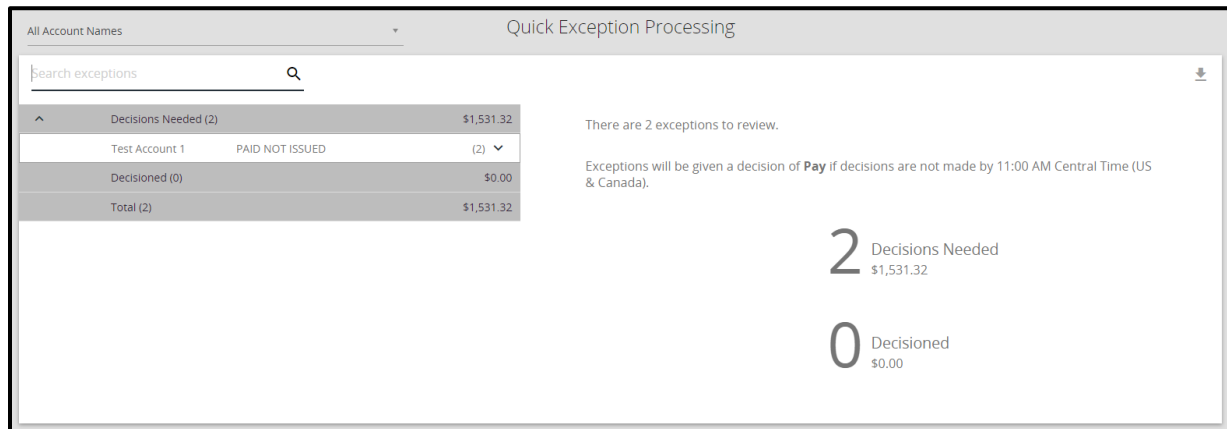 All Account Names
Quick Exception Processing
Search exceptions
Decisions Needed (2) $1,531.32
Test Account 1 PAID NOT ISSUED (2)
Decisioned (0) $0.00
Total (2) $1,531.32
There are 2 exceptions to review.
Exceptions will be given a decision of Pay if decisions are not made by 11:00 AM Central Time (US
& Canada).
2 Decisions Needed
$1,531.32
0 Decisioned
$0.00